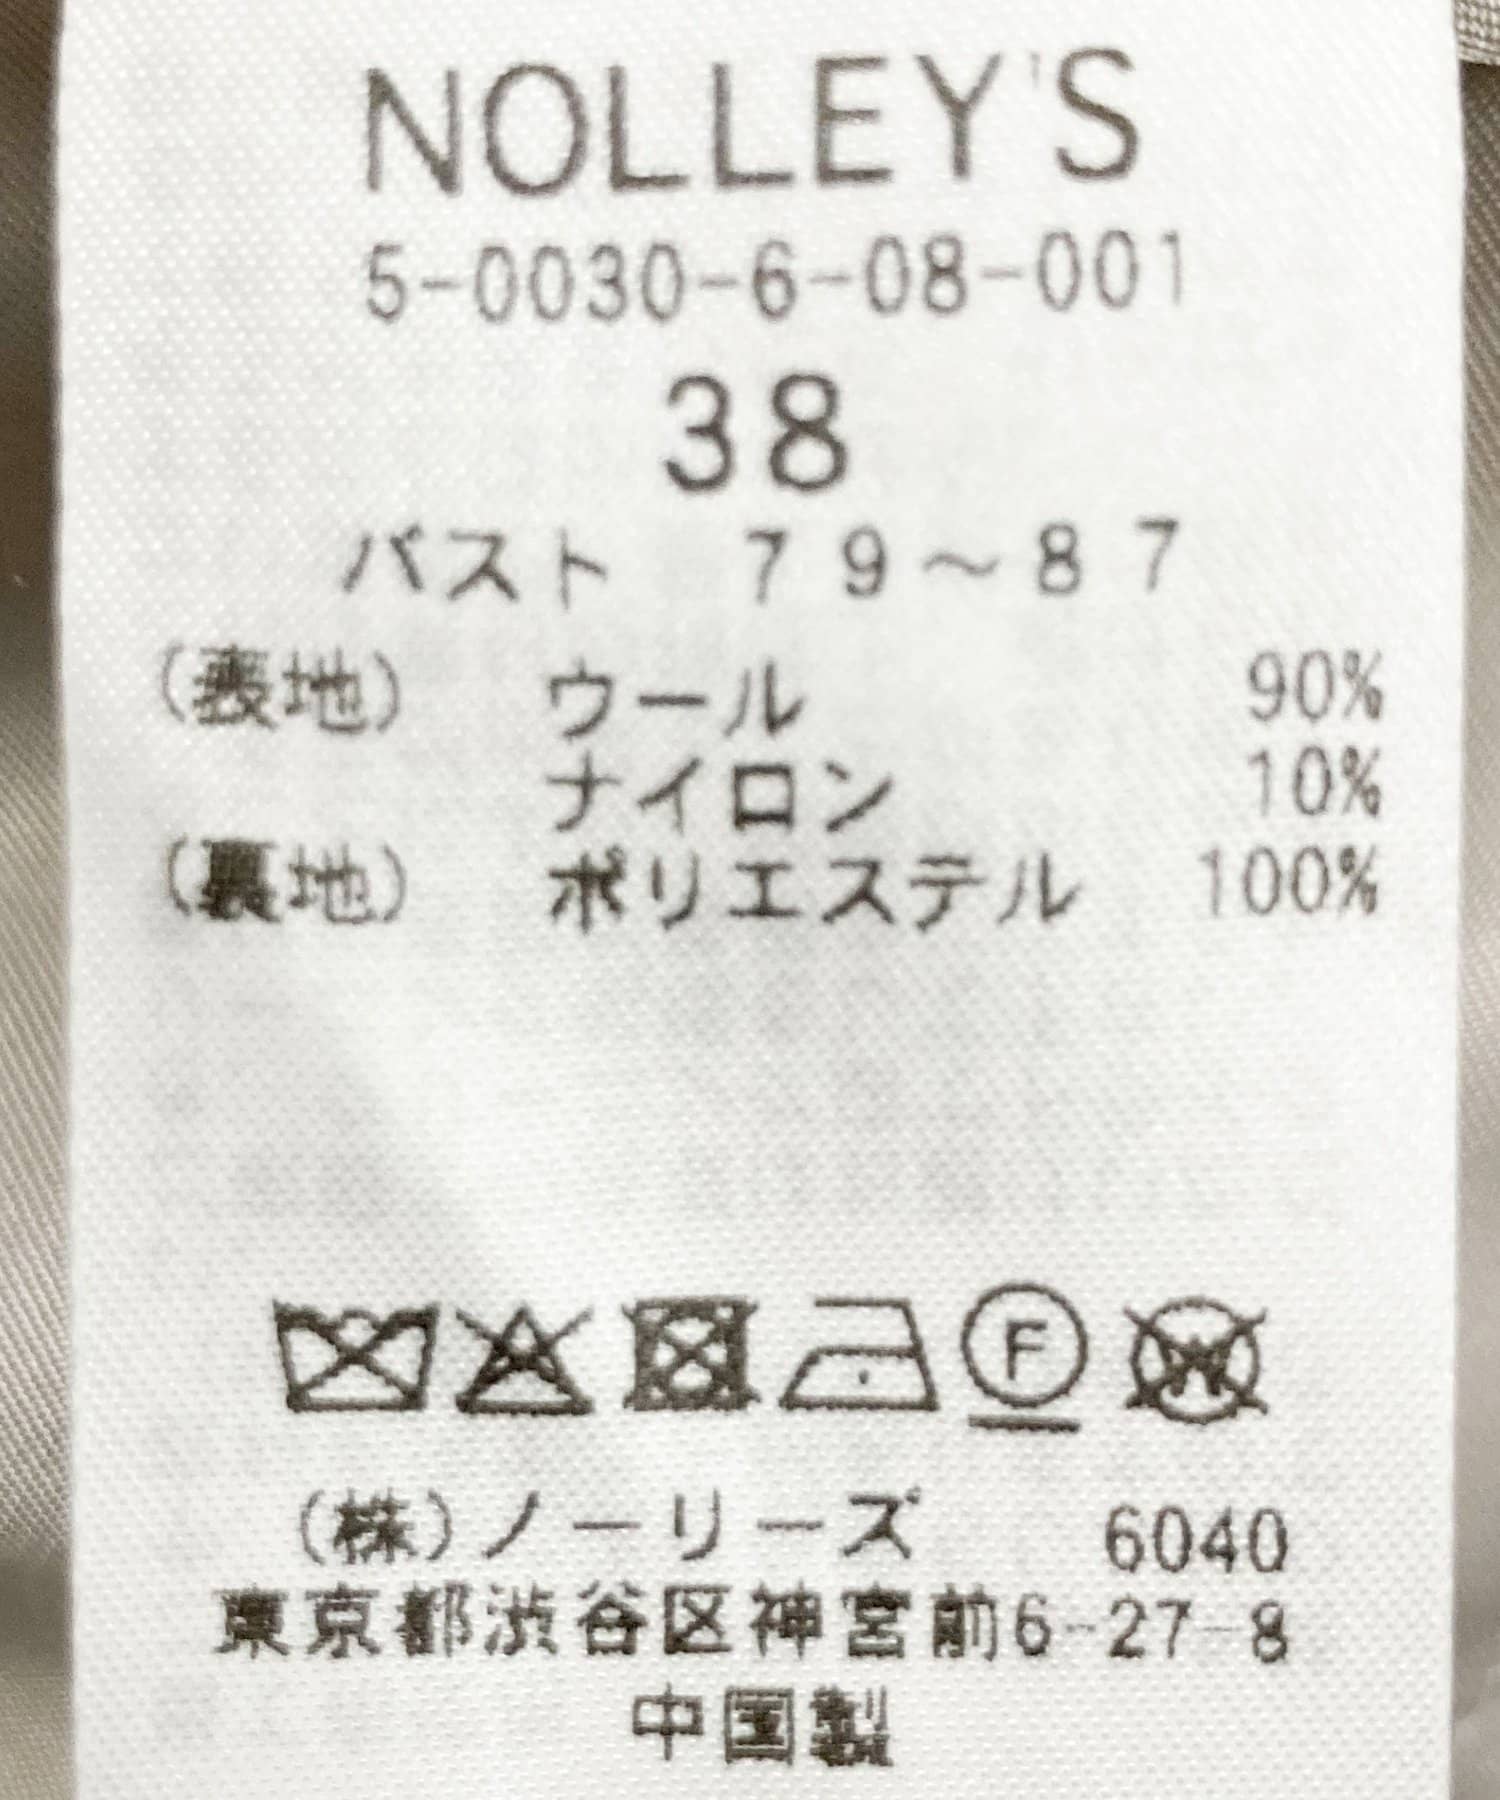 NOLLEY'S
5-0030-6-08-001
38
バスト 79～87
(表地) ウール 90%
ナイロン 10%
(裏地) ポリエステル 100%
F W
(株)ノーリーズ 6040
東京都渋谷区神宮前6-27-8
中国製